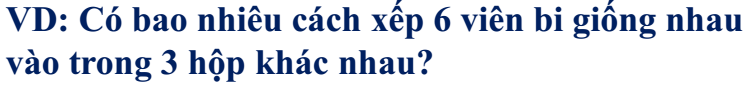 VD: Có bao nhiêu cách xếp 6 viên bi giống nhau
vào trong 3 hộp khác nhau?